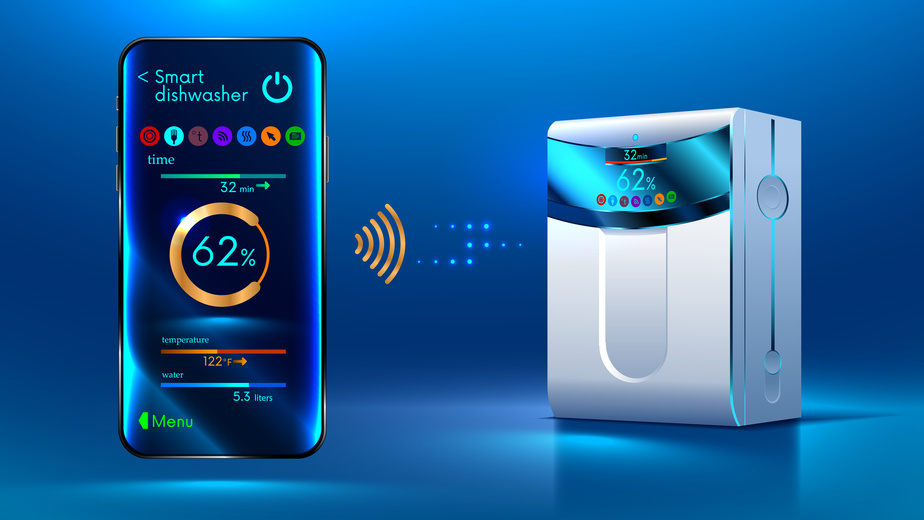 < Smart
dishwasher
°t
time
32 min
62%
temperature
122°F
water
5.3 liters
Menu
32min
62%